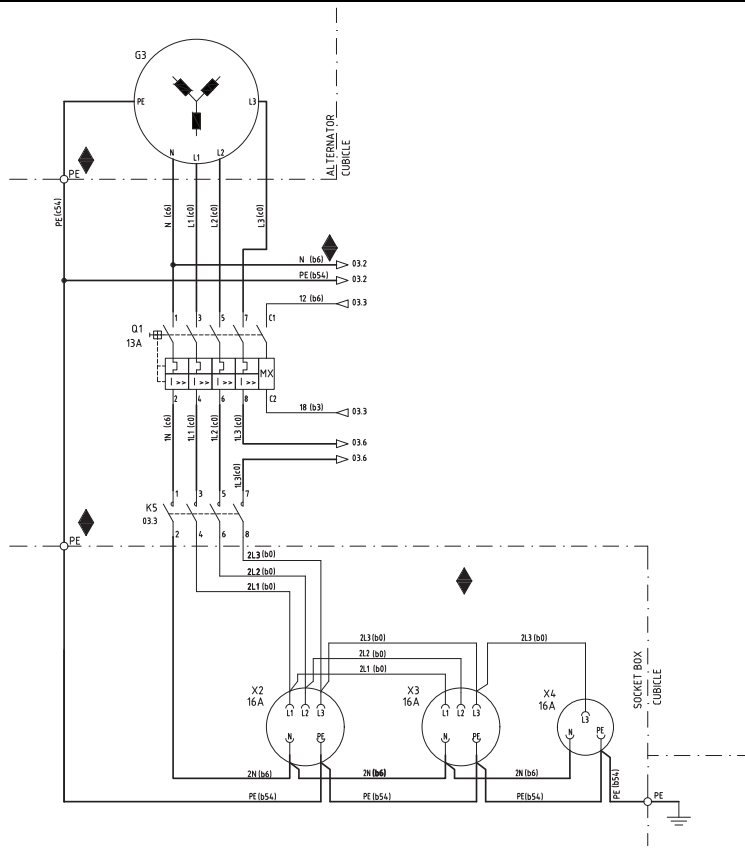 G3
PE
L3
N
L1
L2
ALTERNATOR
CUBICLE
PE
PE(c54)
N (c6)
L1 (c0)
L2 (c0)
L3 (c0)
N (b6)
03.2
PE (b54)
03.2
12 (b6)
03.3
1
3
5
7
C1
Q1
13A
MX
I >>
I >>
I >>
I >>
2
4
6
8
C2
18 (b3)
03.3
1N (c6)
1L1 (c0)
1L2 (c0)
1L3 (c0)
03.6
03.6
1L3(c0)
1
3
5
7
K5
03.3
2
4
6
8
PE
2L3 (b0)
2L2 (b0)
2L1 (b0)
2L3 (b0)
2L3 (b0)
2L2 (b0)
2L1 (b0)
SOCKET BOX
CUBICLE
X2
16A
X3
16A
X4
16A
L1
L2
L3
L1
L2
L3
L3
N
PE
N
PE
N
PE
2N (b6)
2N (b6)
2N (b6)
PE (b54)
PE (b54)
PE (b54)
PE (b54)
PE